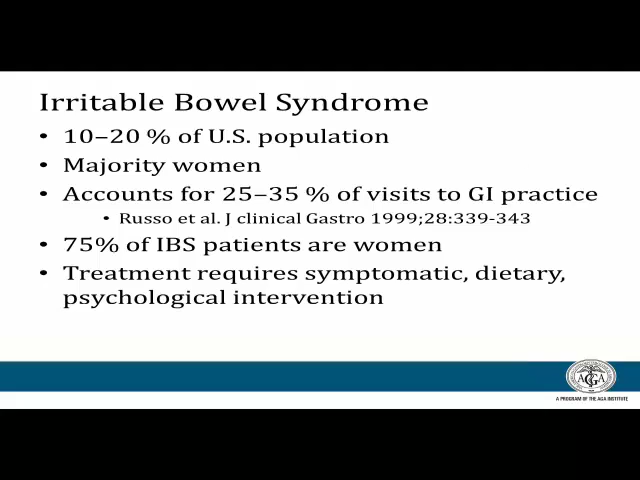 Irritable Bowel Syndrome
• 10–20 % of U.S. population
• Majority women
• Accounts for 25–35 % of visits to GI practice
• Russo et al. J clinical Gastro 1999;28:339-343
• 75% of IBS patients are women
• Treatment requires symptomatic, dietary,
psychological intervention
AGA
A PROGRAM OF THE AGA INSTITUTE